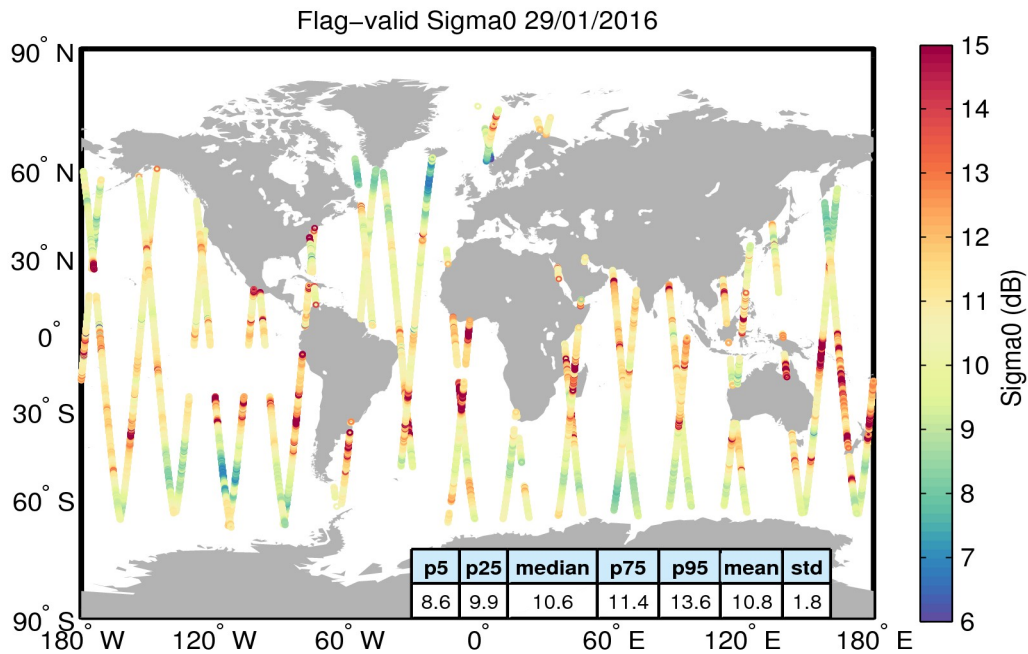 Flag−valid Sigma0 29/01/2016
90° N
60° N
30° N
0°
30° S
60° S
90° S
180° W
120° W
60° W
0°
60° E
120° E
180° E
p5 p25 median p75 p95 mean std
8.6 9.9 10.6 11.4 13.6 10.8 1.8
15
14
13
12
11
10
9
8
7
6
Sigma0 (dB)